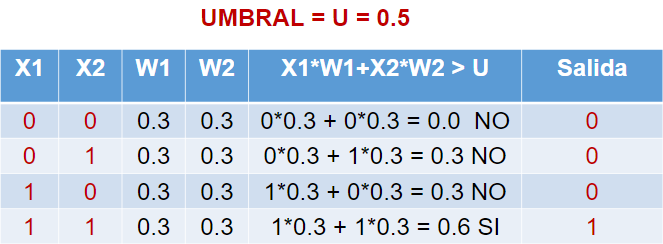 UMBRAL = U = 0.5
X1 X2 W1 W2 X1*W1+X2*W2 > U Salida
0 0 0.3 0.3 0*0.3 + 0*0.3 = 0.0 NO 0
0 1 0.3 0.3 0*0.3 + 1*0.3 = 0.3 NO 0
1 0 0.3 0.3 1*0.3 + 0*0.3 = 0.3 NO 0
1 1 0.3 0.3 1*0.3 + 1*0.3 = 0.6 SI 1